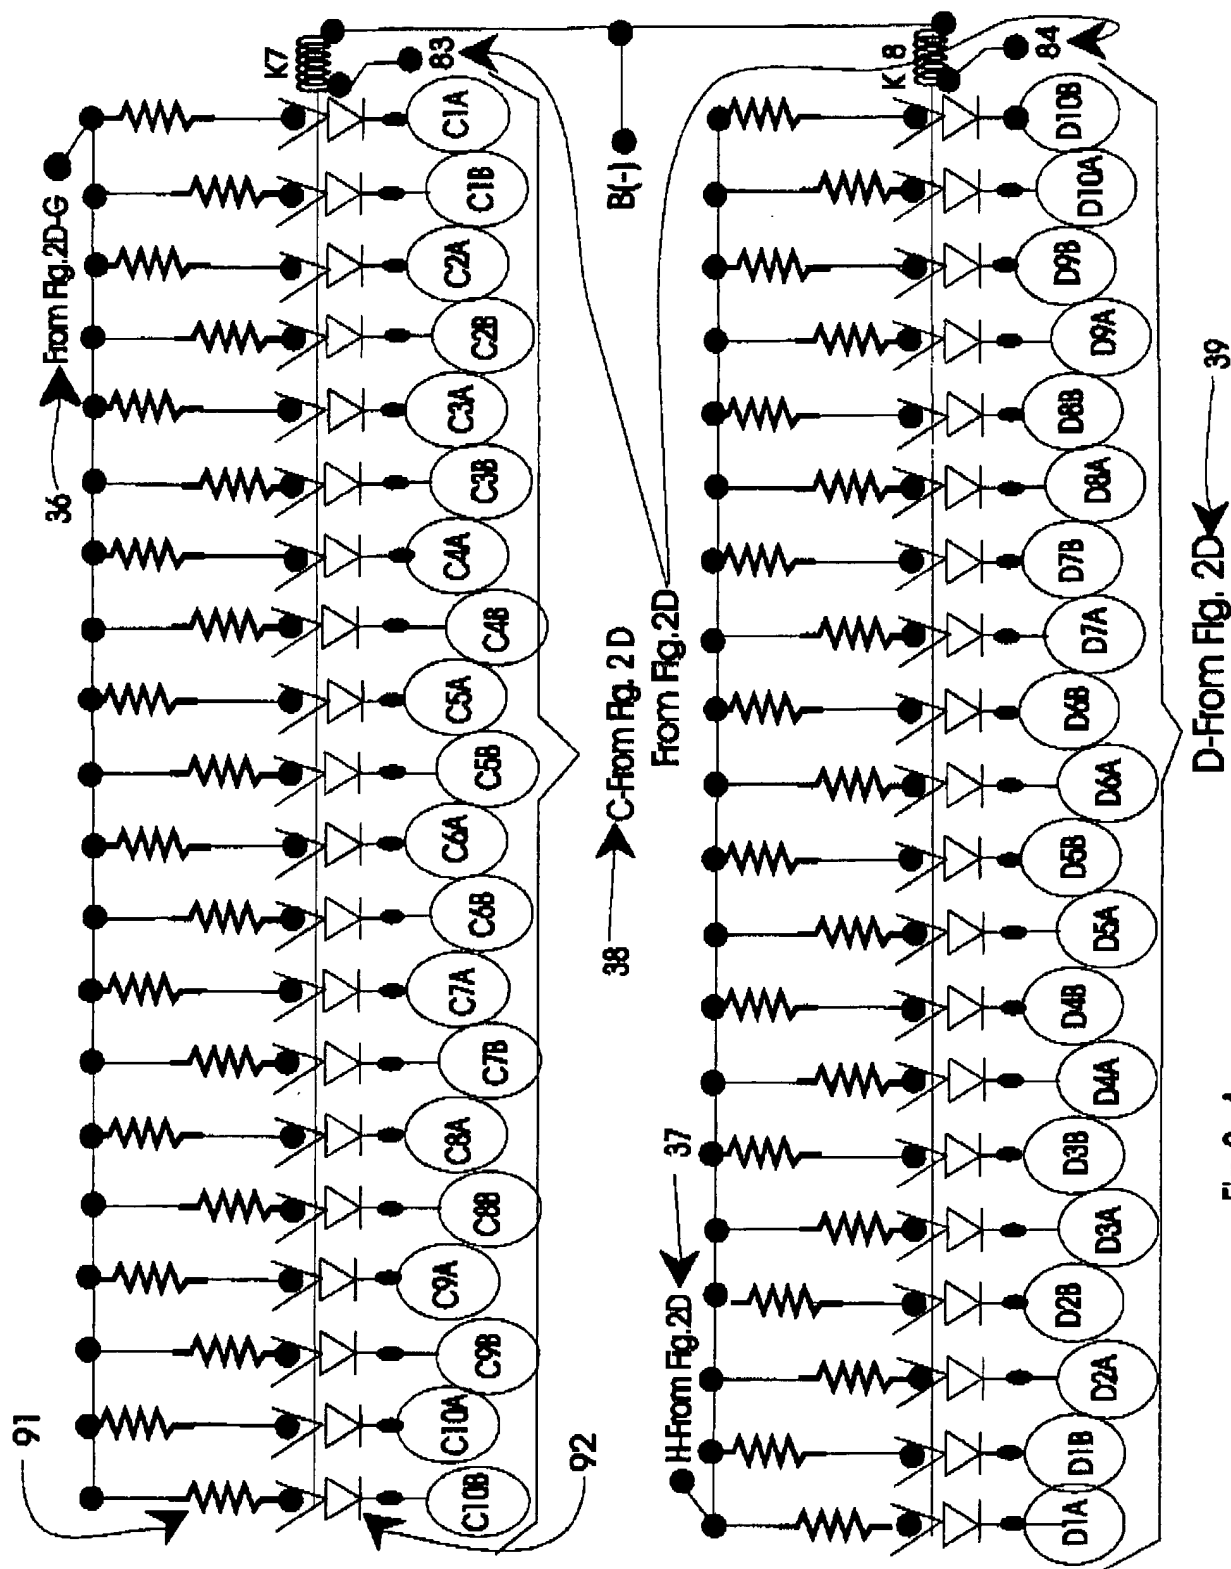 91
36 From Fig.2D-G
K7
83
C10B C10A C9B C9A C8B C8A C7B C7A C6B C6A C5B C5A C4B C4A C3B C3A C2B C2A C1B C1A
92
38 C-From Fig. 2 D
B(-)
From Fig.2D
H-From Fig.2D 37
K 8
84
D1A D1B D2A D2B D3A D3B D4A D4B D5A D5B D6A D6B D7A D7B D8A D8B D9A D9B D10A D10B
D-From Fig. 2D 39